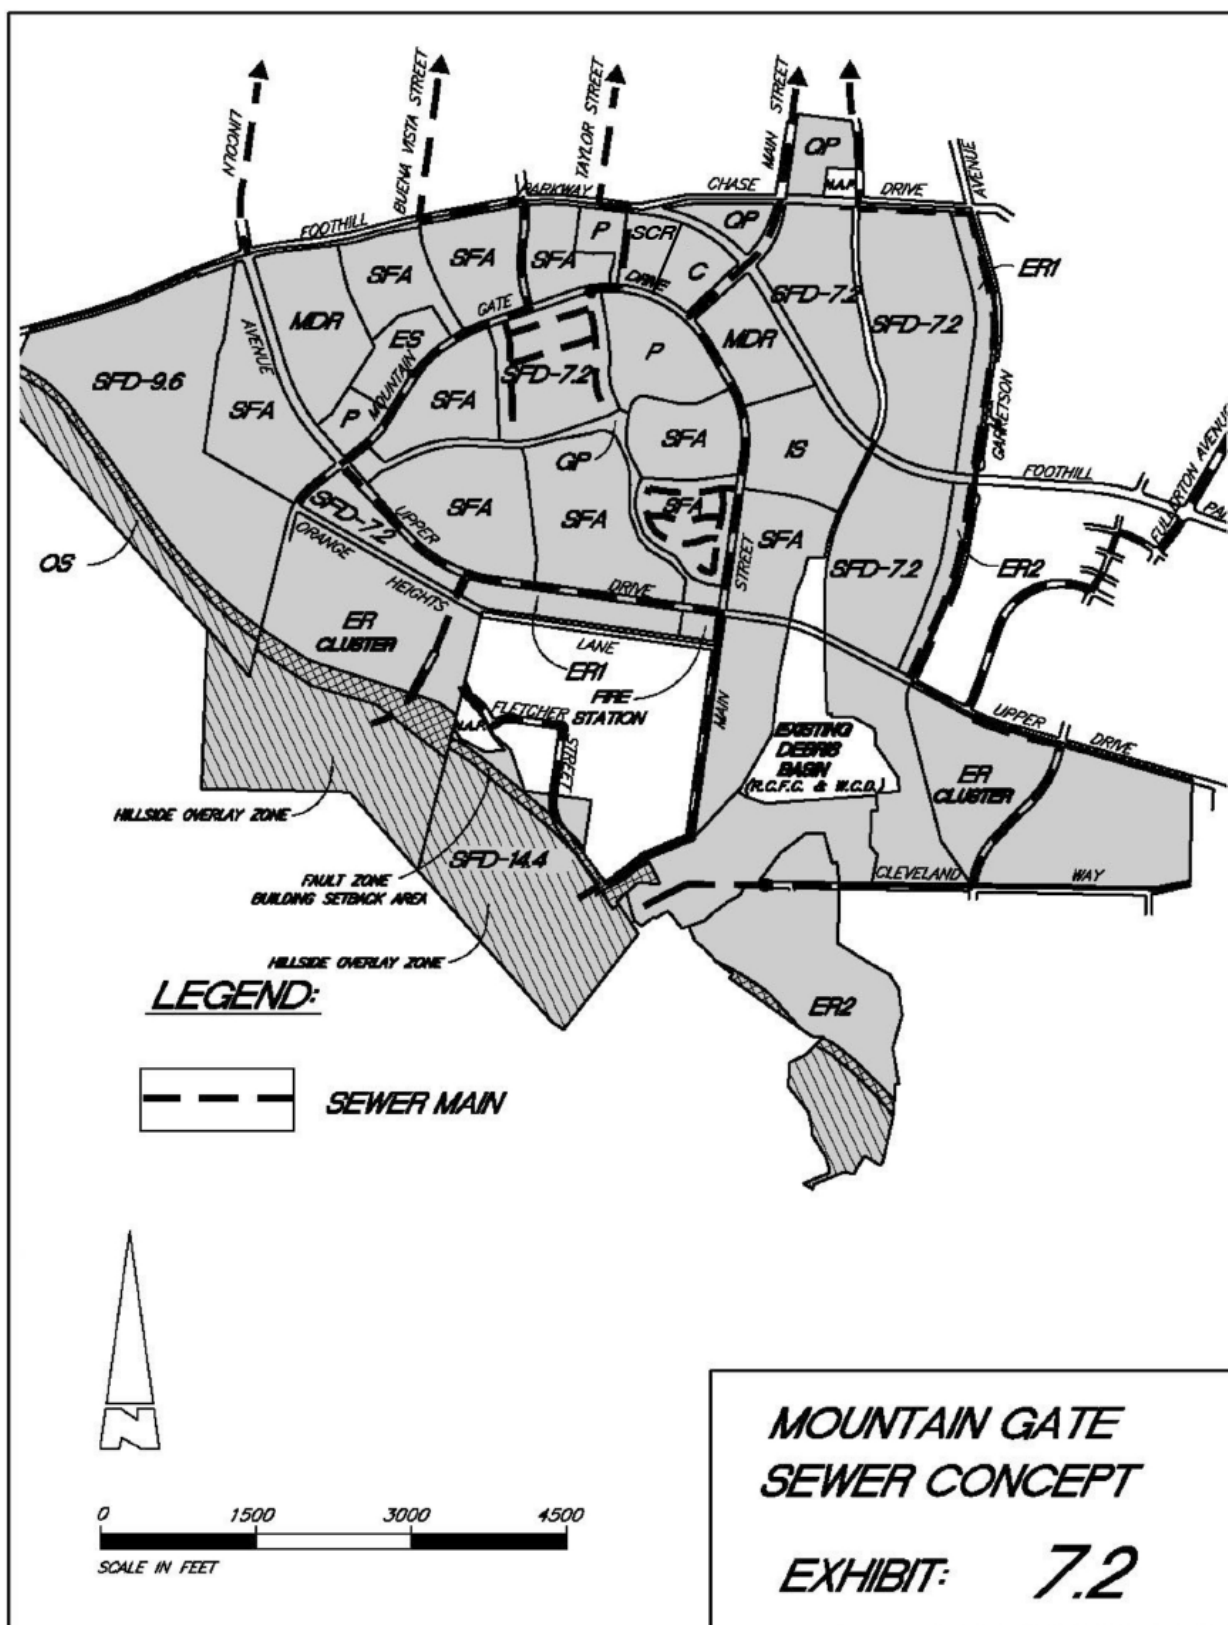 LINCOLN
BUENA VISTA STREET
TAYLOR STREET
MAIN STREET
AVENUE
QP
N.A.P.
FOOTHILL
PARKWAY
CHASE
DRIVE
P
SCR
QP
SFA
SFA
SFA
C
ER1
GATE
DRIVE
MDR
SFD-7.2
SFD-7.2
ES
MDR
AVENUE
MOUNTAIN
SFD-7.2
P
SFD-9.6
SFA
P
SFA
GARRETSON
FULLERTON AVENUE
SFA
IS
QP
FOOTHILL
SFD-7.2
SFA
UPPER
SFA
SFA
SFA
STREET
SFD-7.2
ER2
OS
ORANGE
HEIGHTS
DRIVE
ER
CLUSTER
LANE
ER1
FIRE
STATION
MAIN
N.A.P.
FLETCHER
STREET
EXISTING
DEBRIS
BASIN
(R.C.F.C. & W.C.D.)
UPPER
DRIVE
ER
CLUSTER
HILLSIDE OVERLAY ZONE
SFD-14.4
FAULT ZONE
BUILDING SETBACK AREA
CLEVELAND
WAY
HILLSIDE OVERLAY ZONE
ER2
LEGEND:
SEWER MAIN
N
0 1500 3000 4500
SCALE IN FEET
MOUNTAIN GATE
SEWER CONCEPT
EXHIBIT: 7.2